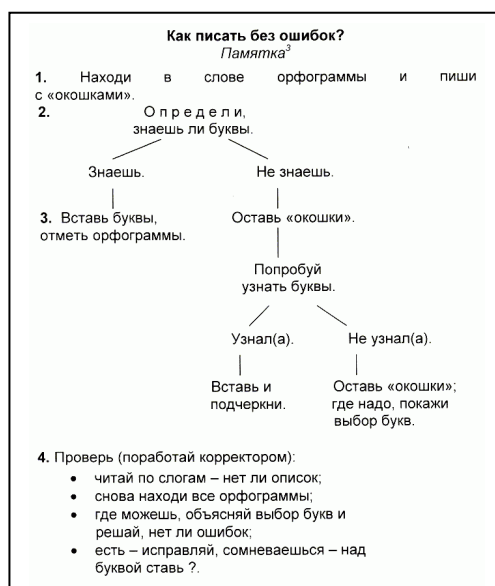 Как писать без ошибок?
Памятка3
1. Находи в слове орфограммы и пиши
с «окошками».
2. Определи,
знаешь ли буквы.
Знаешь. Не знаешь.
3. Вставь буквы, Оставь «окошки».
отметь орфограммы.
Попробуй
узнать буквы.
Узнал(а). Не узнал(а).
Вставь и Оставь «окошки»;
подчеркни. где надо, покажи
выбор букв.
4. Проверь (поработай корректором):
• читай по слогам – нет ли описок;
• снова находи все орфограммы;
• где можешь, объясняй выбор букв и
решай, нет ли ошибок;
• есть – исправляй, сомневаешься – над
буквой ставь ?.